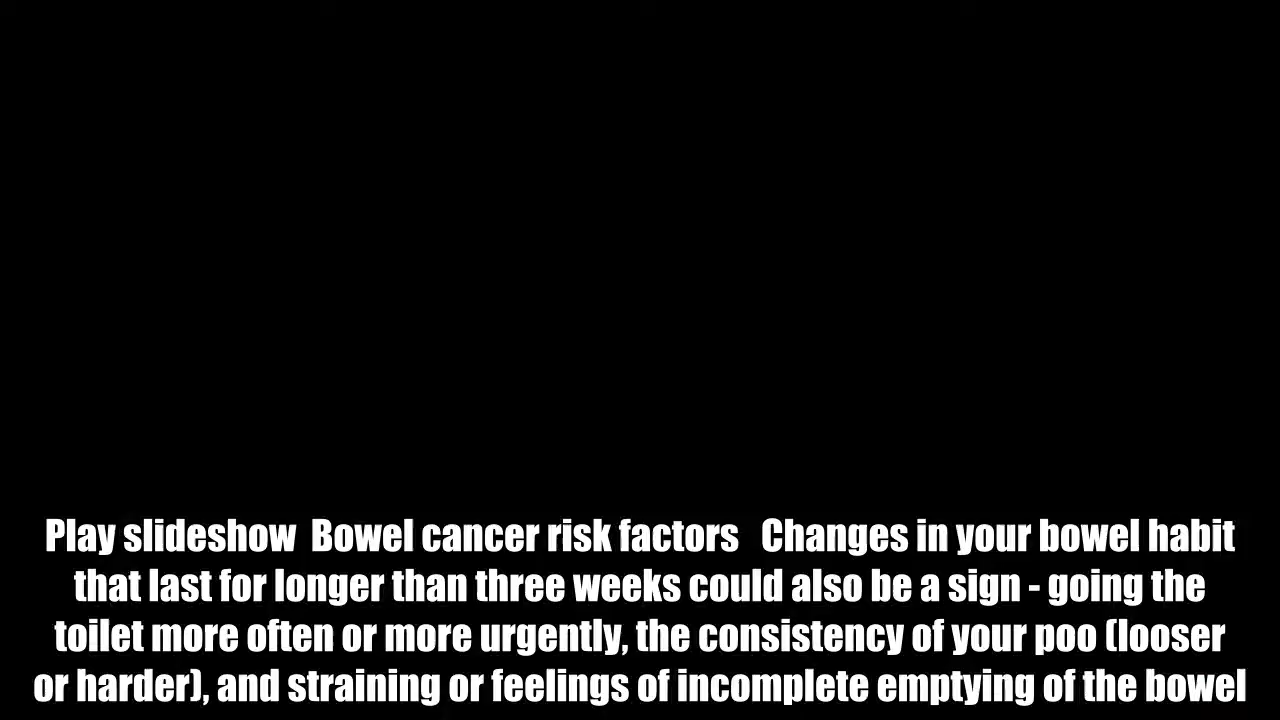 Play slideshow  Bowel cancer risk factors   Changes in your bowel habit
that last for longer than three weeks could also be a sign - going the
toilet more often or more urgently, the consistency of your poo (looser
or harder), and straining or feelings of incomplete emptying of the bowel